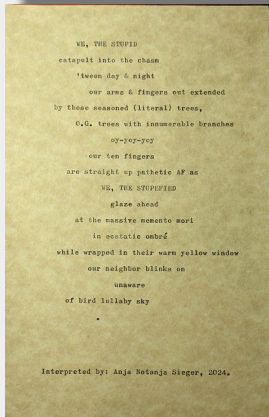 WE, THE STUPID
catapult into the chasm
'tween day & night
our arms & fingers out extended
by these seasoned (literal) trees,
O.G. trees with innumerable branches
oy-yoy-yoy
our ten fingers
are straight up pathetic AF as
WE, THE STUPEFIED
glaze ahead
at the massive memento mori
in ecstatic ombré
while wrapped in their warm yellow window
our neighbor blinks on
unaware
of bird lullaby sky
Interpreted by: Anja Notanja Sieger, 2024.